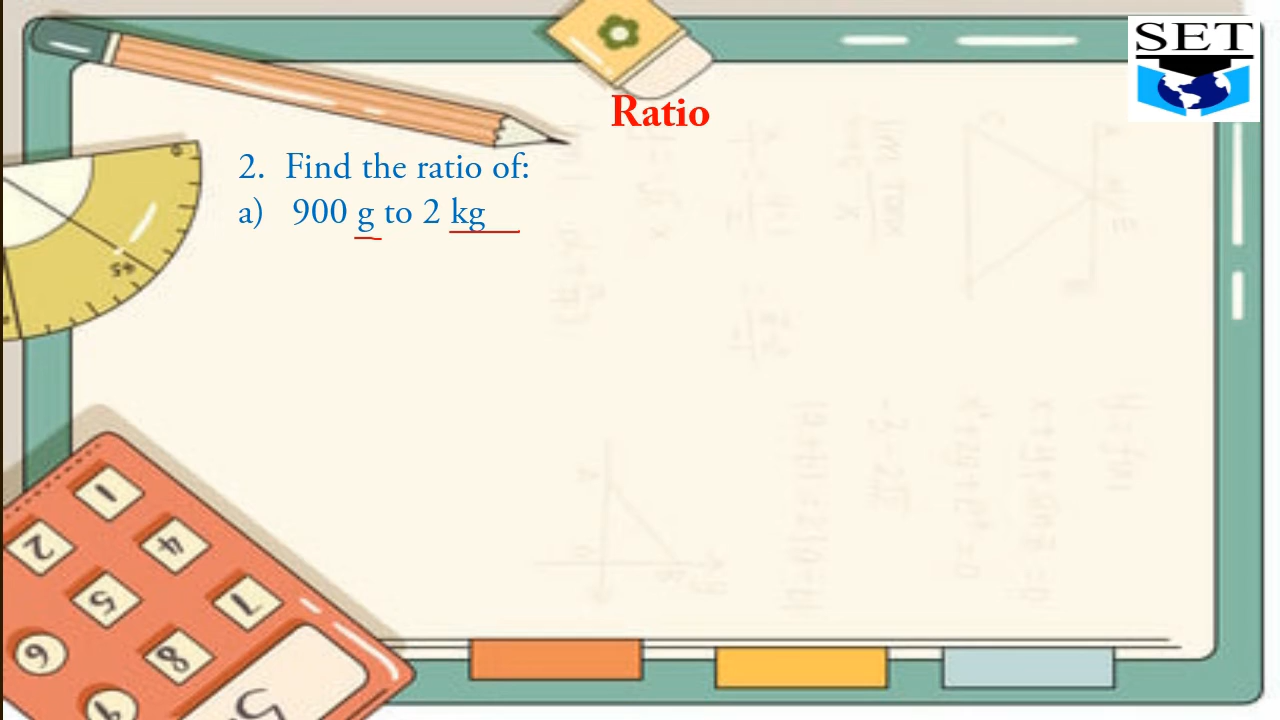 SET
Ratio
2. Find the ratio of:
a) 900 g to 2 kg